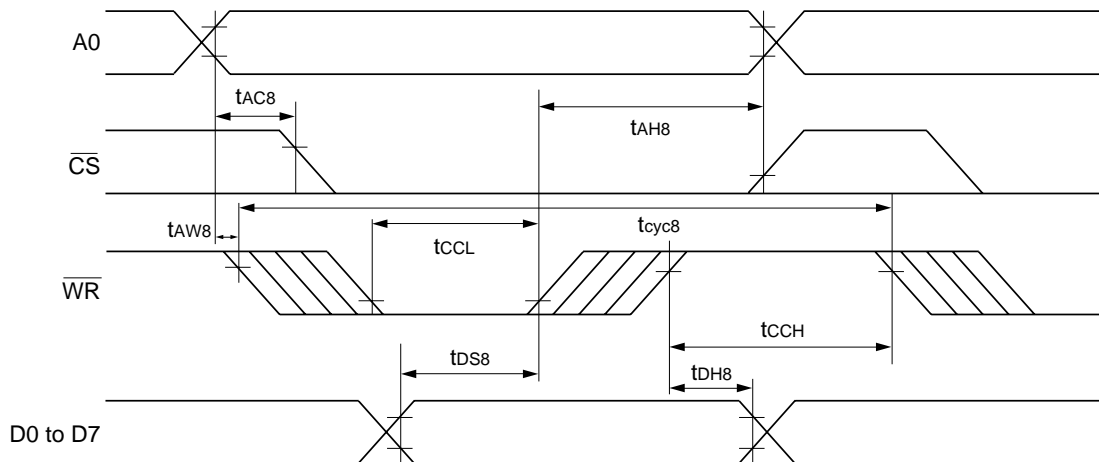 A0
tAC8
tAH8
CS
tAW8
tCCL
tcyc8
WR
tCCH
tDS8
tDH8
D0 to D7